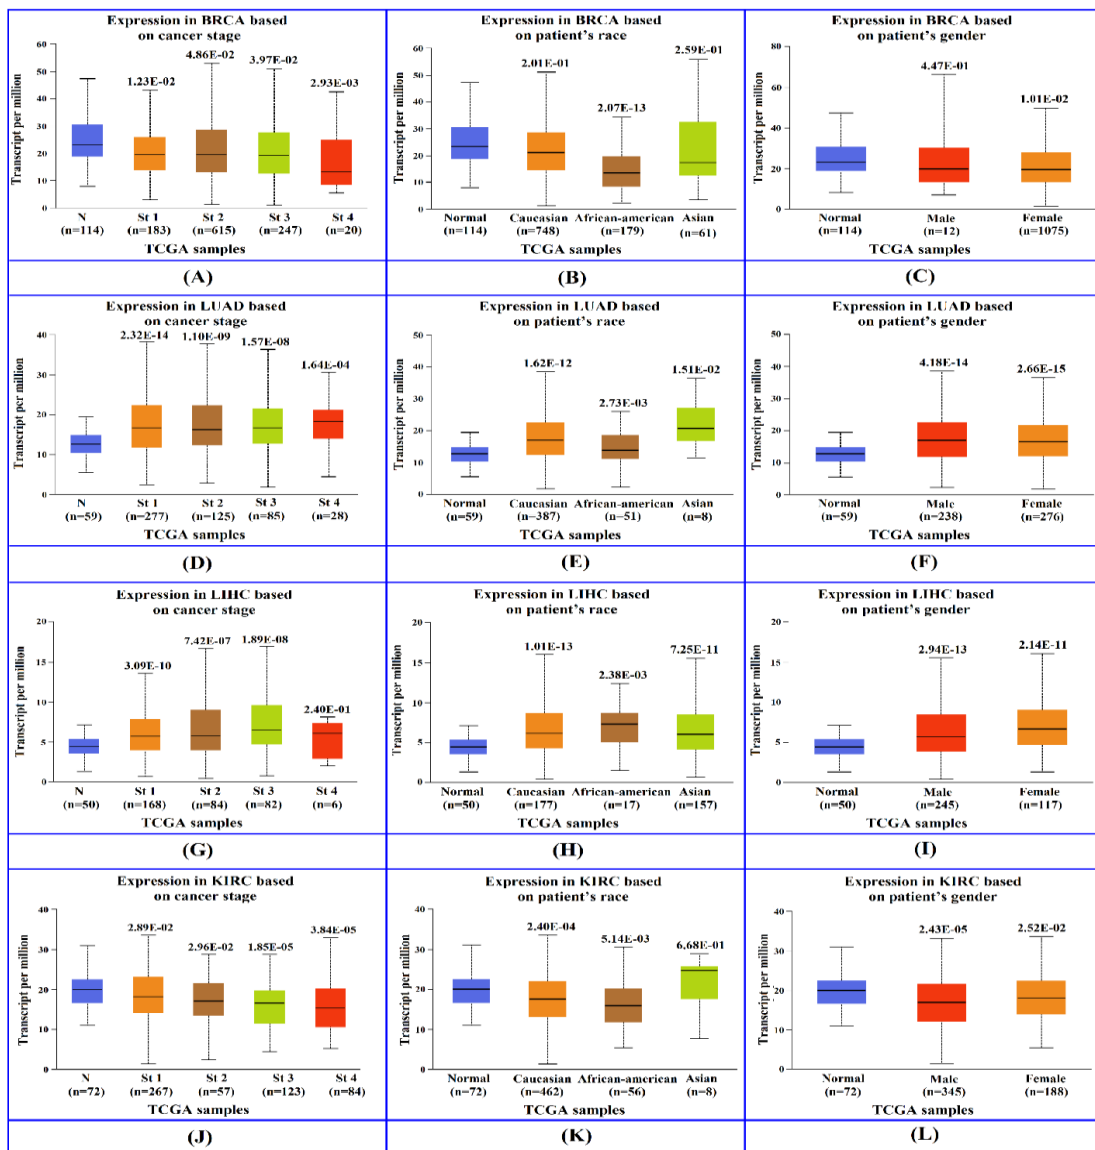 Expression in BRCA based
on cancer stage
Transcript per million
60
50
40
30
20
10
0
1.23E-02
4.86E-02
3.97E-02
2.93E-03
N St 1 St 2 St 3 St 4
(n=114) (n=183) (n=615) (n=247) (n=20)
TCGA samples
(A)
Expression in BRCA based
on patient's race
Transcript per million
60
50
40
30
20
10
0
2.01E-01
2.07E-13
2.59E-01
Normal Caucasian African-american Asian
(n=114) (n=748) (n=179) (n=61)
TCGA samples
(B)
Expression in BRCA based
on patient's gender
Transcript per million
80
60
40
20
0
4.47E-01
1.01E-02
Normal Male Female
(n=114) (n=12) (n=1075)
TCGA samples
(C)
Expression in LUAD based
on cancer stage
Transcript per million
40
30
20
10
0
2.32E-14
1.10E-09
1.57E-08
1.64E-04
N St 1 St 2 St 3 St 4
(n=59) (n=277) (n=125) (n=85) (n=28)
TCGA samples
(D)
Expression in LUAD based
on patient's race
Transcript per million
50
40
30
20
10
0
1.62E-12
2.73E-03
1.51E-02
Normal Caucasian African-american Asian
(n=59) (n=387) (n=51) (n=8)
TCGA samples
(E)
Expression in LUAD based
on patient's gender
Transcript per million
50
40
30
20
10
0
4.18E-14
2.66E-15
Normal Male Female
(n=59) (n=238) (n=276)
TCGA samples
(F)
Expression in LIHC based
on cancer stage
Transcript per million
20
15
10
5
0
3.09E-10
7.42E-07
1.89E-08
2.40E-01
N St 1 St 2 St 3 St 4
(n=50) (n=168) (n=84) (n=82) (n=6)
TCGA samples
(G)
Expression in LIHC based
on patient's race
Transcript per million
20
15
10
5
0
1.01E-13
2.38E-03
7.25E-11
Normal Caucasian African-american Asian
(n=50) (n=177) (n=17) (n=157)
TCGA samples
(H)
Expression in LIHC based
on patient's gender
Transcript per million
20
15
10
5
0
2.94E-13
2.14E-11
Normal Male Female
(n=50) (n=245) (n=117)
TCGA samples
(I)
Expression in KIRC based
on cancer stage
Transcript per million
40
30
20
10
0
2.89E-02
2.96E-02
1.85E-05
3.84E-05
N St 1 St 2 St 3 St 4
(n=72) (n=267) (n=57) (n=123) (n=84)
TCGA samples
(J)
Expression in KIRC based
on patient's race
Transcript per million
40
30
20
10
0
2.40E-04
5.14E-03
6.68E-01
Normal Caucasian African-american Asian
(n=72) (n=462) (n=56) (n=8)
TCGA samples
(K)
Expression in KIRC based
on patient's gender
Transcript per million
40
30
20
10
0
2.43E-05
2.52E-02
Normal Male Female
(n=72) (n=345) (n=188)
TCGA samples
(L)